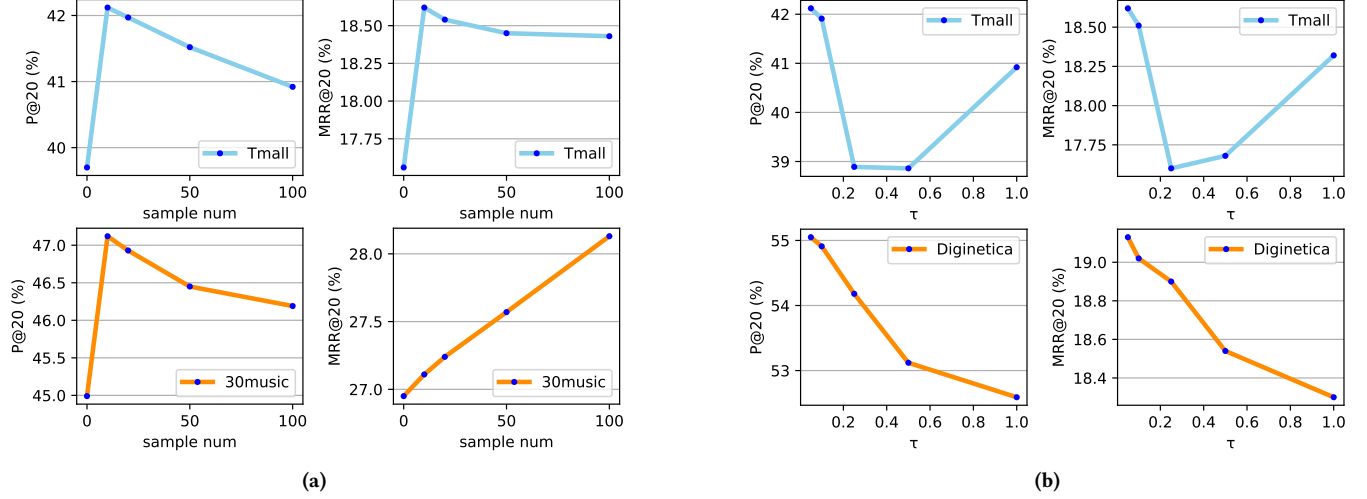 42
41
40
P@20 (%)
0
50
100
sample num
Tmall
18.50
18.25
18.00
17.75
MRR@20 (%)
0
50
100
sample num
Tmall
47.0
46.5
46.0
45.5
45.0
P@20 (%)
0
50
100
sample num
30music
28.0
27.5
27.0
MRR@20 (%)
0
50
100
sample num
30music
(a)
42
41
40
39
P@20 (%)
0.2
0.4
0.6
0.8
1.0
τ
Tmall
18.50
18.25
18.00
17.75
MRR@20 (%)
0.2
0.4
0.6
0.8
1.0
τ
Tmall
55
54
53
P@20 (%)
0.2
0.4
0.6
0.8
1.0
τ
Diginetica
19.0
18.8
18.6
18.4
MRR@20 (%)
0.2
0.4
0.6
0.8
1.0
τ
Diginetica
(b)